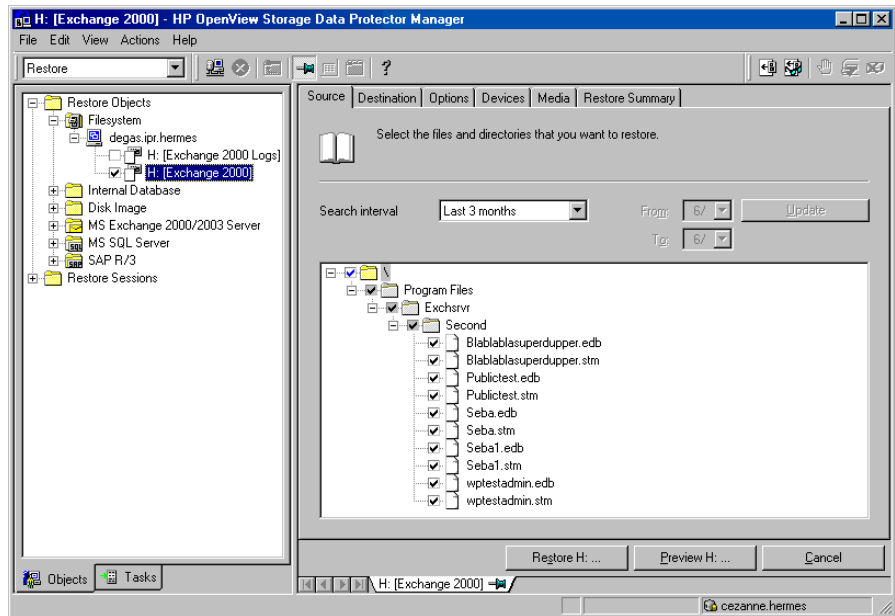 H: [Exchange 2000] - HP OpenView Storage Data Protector Manager
File Edit View Actions Help
Restore
Restore Objects
Filesystem
degas.ipr.hermes
H: [Exchange 2000 Logs]
H: [Exchange 2000]
Internal Database
Disk Image
MS Exchange 2000/2003 Server
MS SQL Server
SAP R/3
Restore Sessions
Objects Tasks
Source Destination Options Devices Media Restore Summary
Select the files and directories that you want to restore.
Search interval Last 3 months From: 6/ Update
To: 6/
\
Program Files
Exchsrvr
Second
Blablablasuperdupper.edb
Blablablasuperdupper.stm
Publictest.edb
Publictest.stm
Seba.edb
Seba.stm
Seba1.edb
Seba1.stm
wptestadmin.edb
wptestadmin.stm
Restore H: ... Preview H: ... Cancel
H: [Exchange 2000]
cezanne.hermes